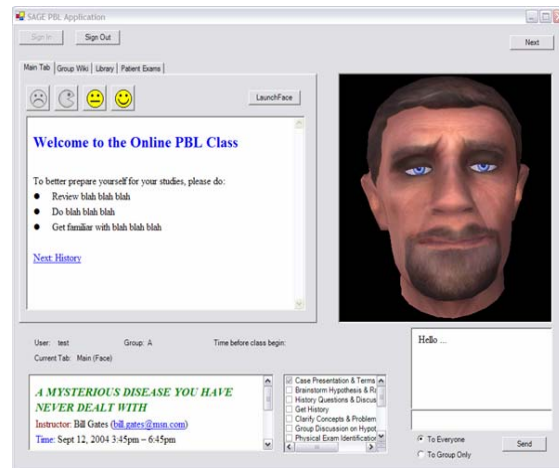 SAGE PBL Application
Sign In Sign Out
Next
Main Tab Group Wiki Library Patient Exams
LaunchFace
Welcome to the Online PBL Class
To better prepare yourself for your studies, please do:
● Review blah blah blah
● Do blah blah blah
● Get familiar with blah blah blah
Next: History
User: test Group: A Time before class begin:
Current Tab: Main (Face)
A MYSTERIOUS DISEASE YOU HAVE
NEVER DEALT WITH
Instructor: Bill Gates (bill.gates@msn.com)
Time: Sept 12, 2004 3:45pm – 6:45pm
Case Presentation & Terms
Brainstorm Hypothesis & Ra
History Questions & Discus
Get History
Clarify Concepts & Problem
Group Discussion on Hypot
Physical Exam Identification
Hello ...
To Everyone
To Group Only
Send